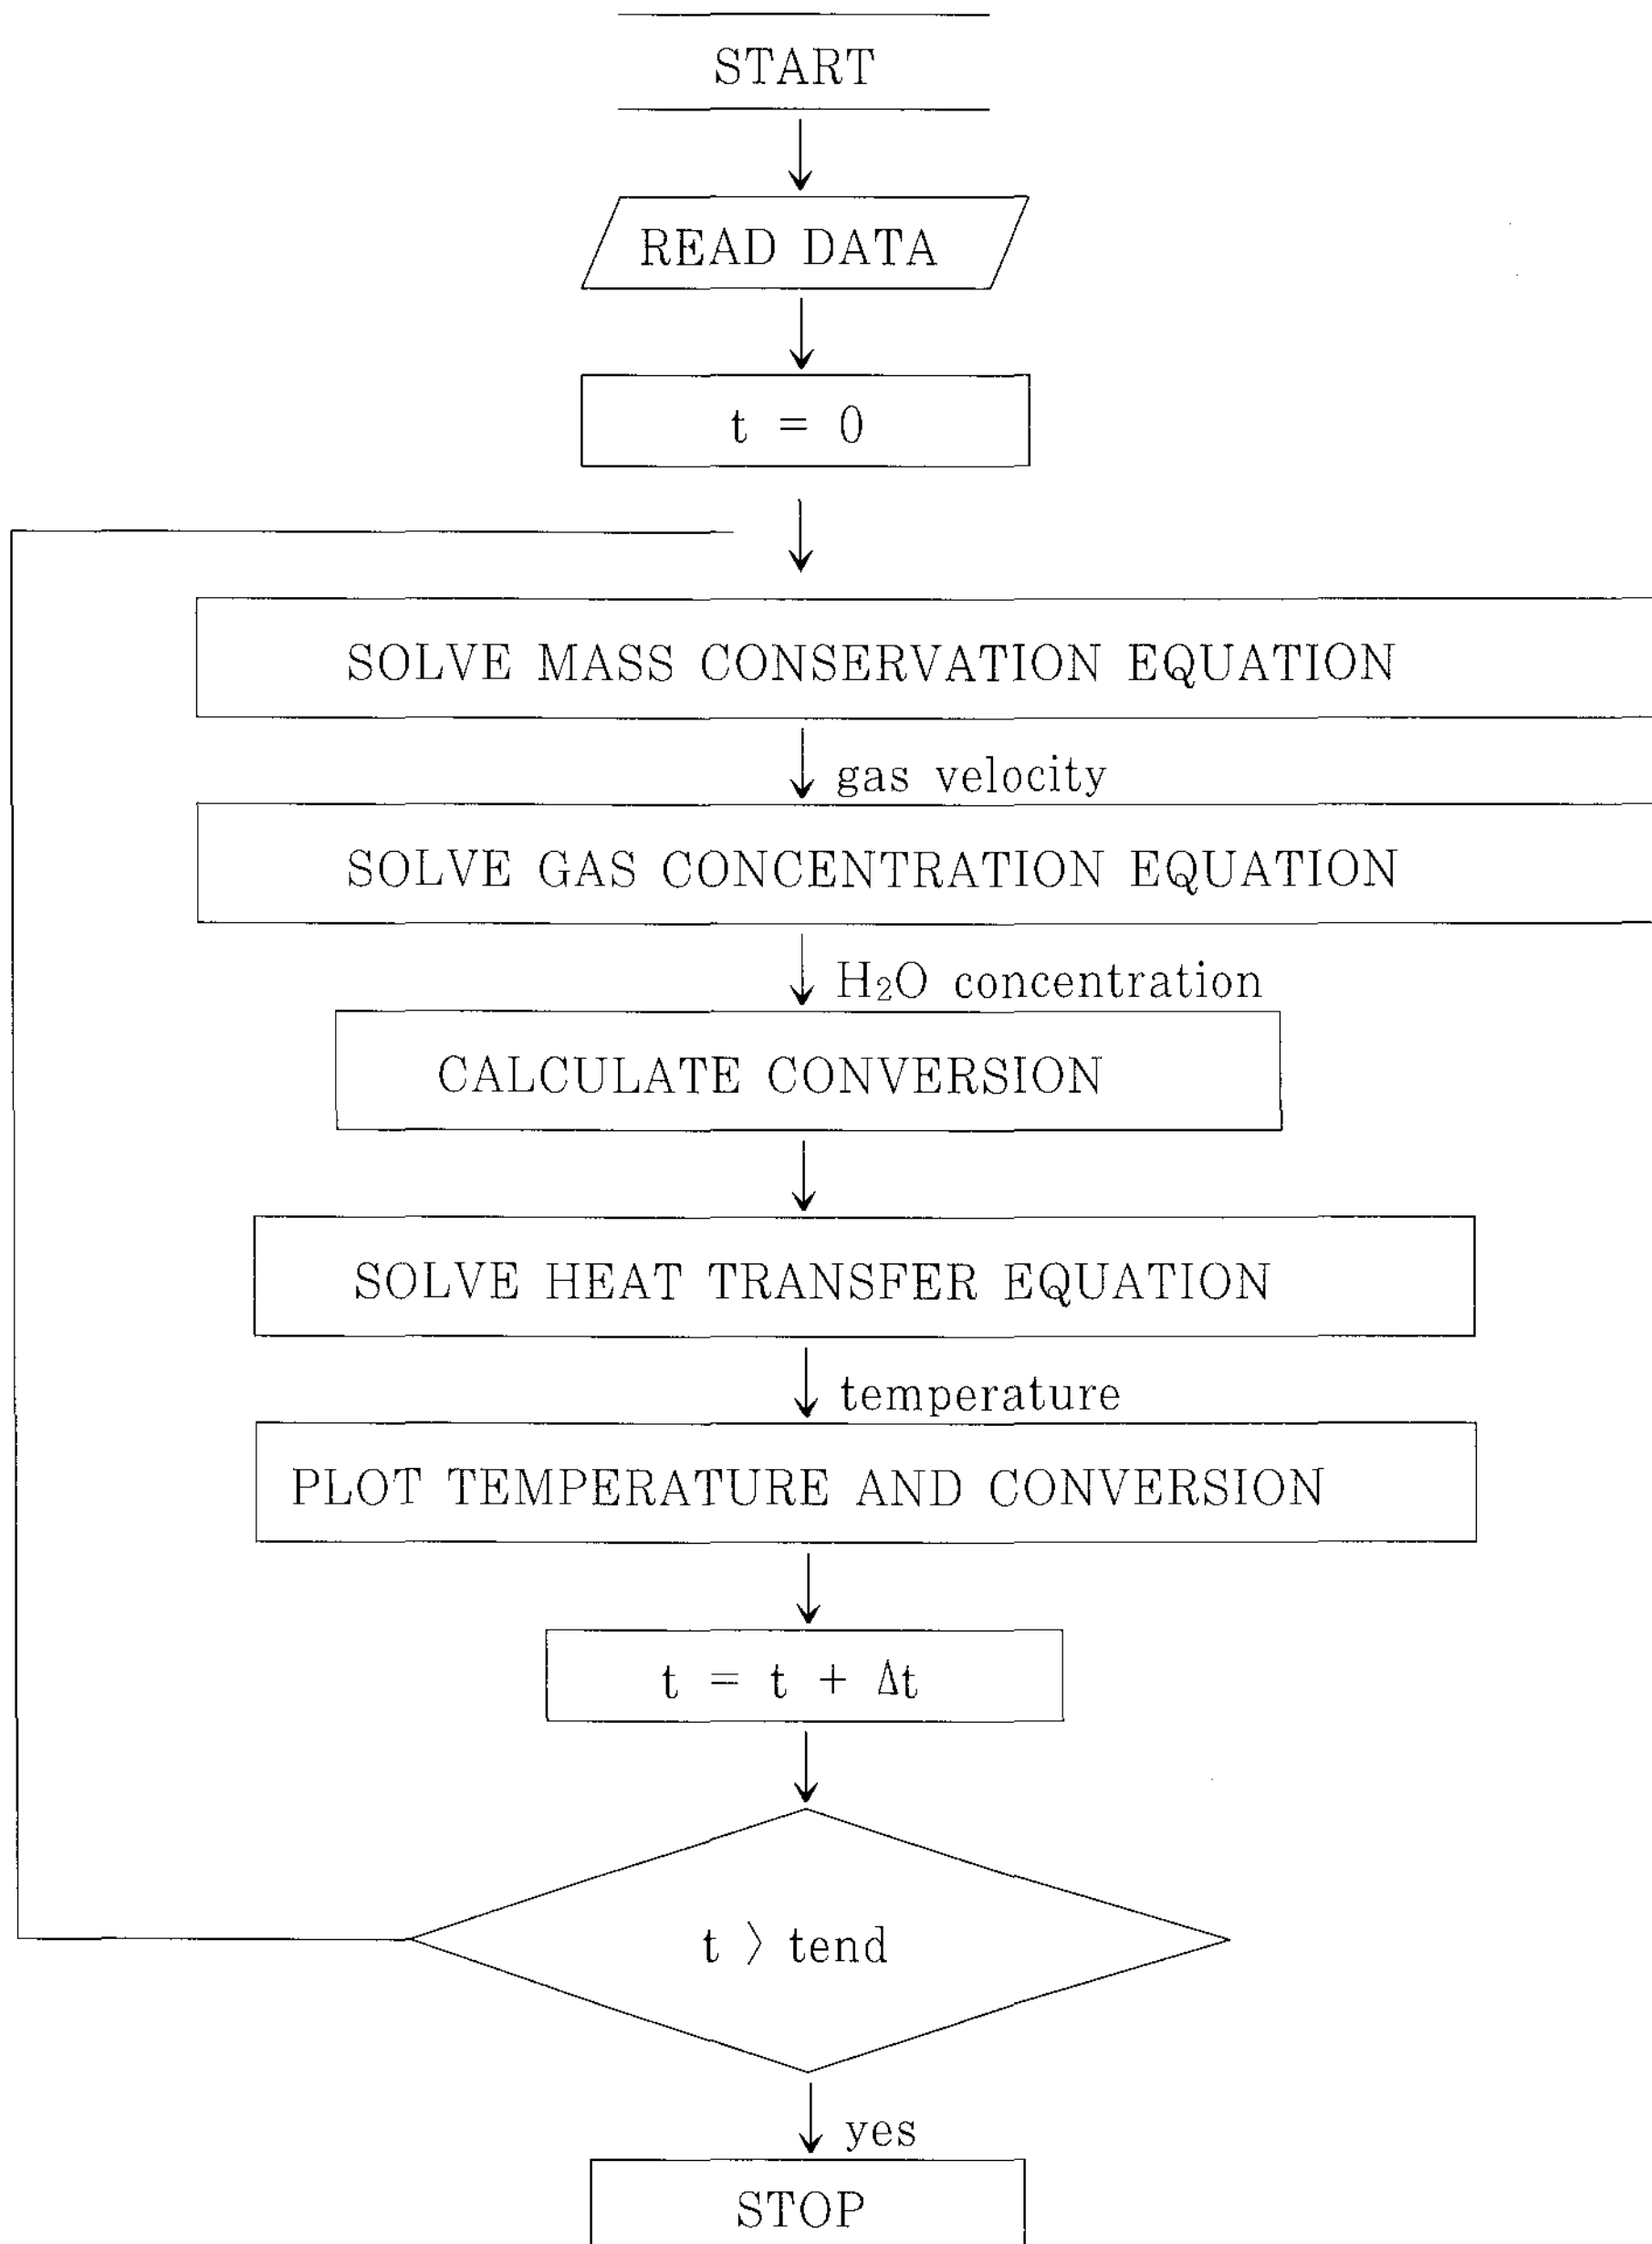 START
READ DATA
t = 0
SOLVE MASS CONSERVATION EQUATION
gas velocity
SOLVE GAS CONCENTRATION EQUATION
H₂O concentration
CALCULATE CONVERSION
SOLVE HEAT TRANSFER EQUATION
temperature
PLOT TEMPERATURE AND CONVERSION
t = t + Δt
t 〉 tend
yes
STOP